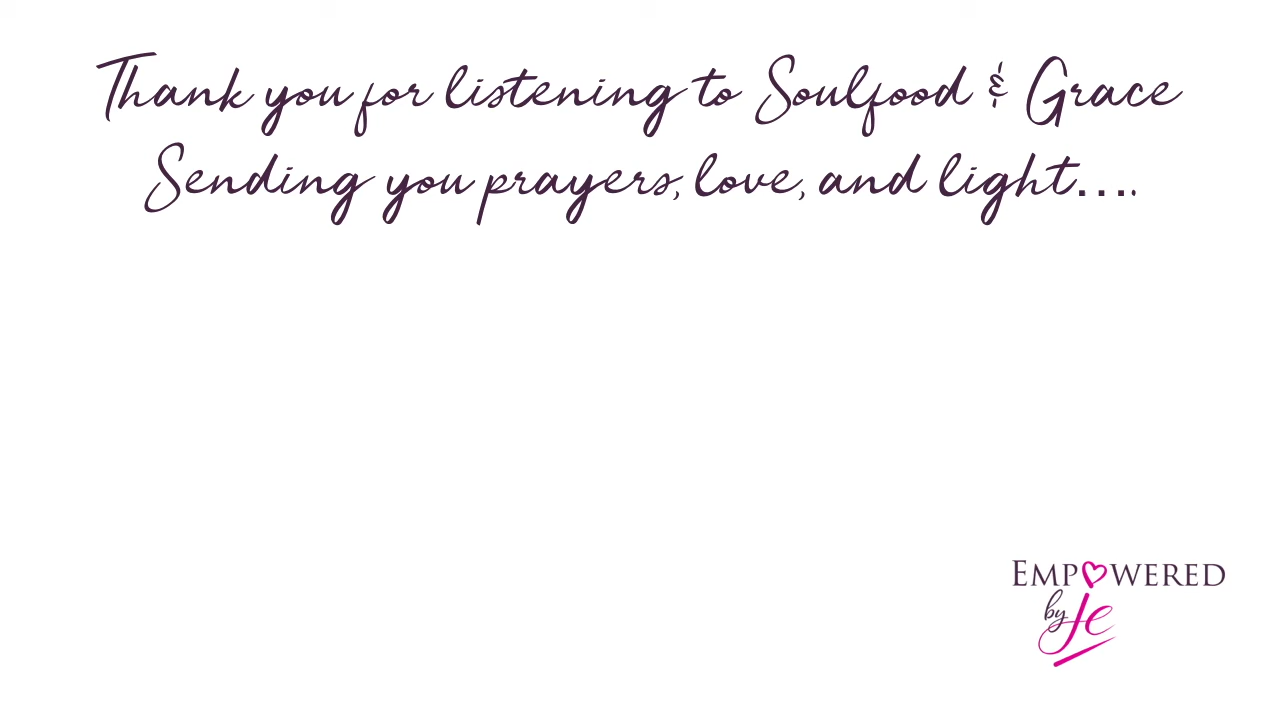 Thank you for listening to Soulfood & Grace
Sending you prayers, love, and light....
EMPOWERED
by Je